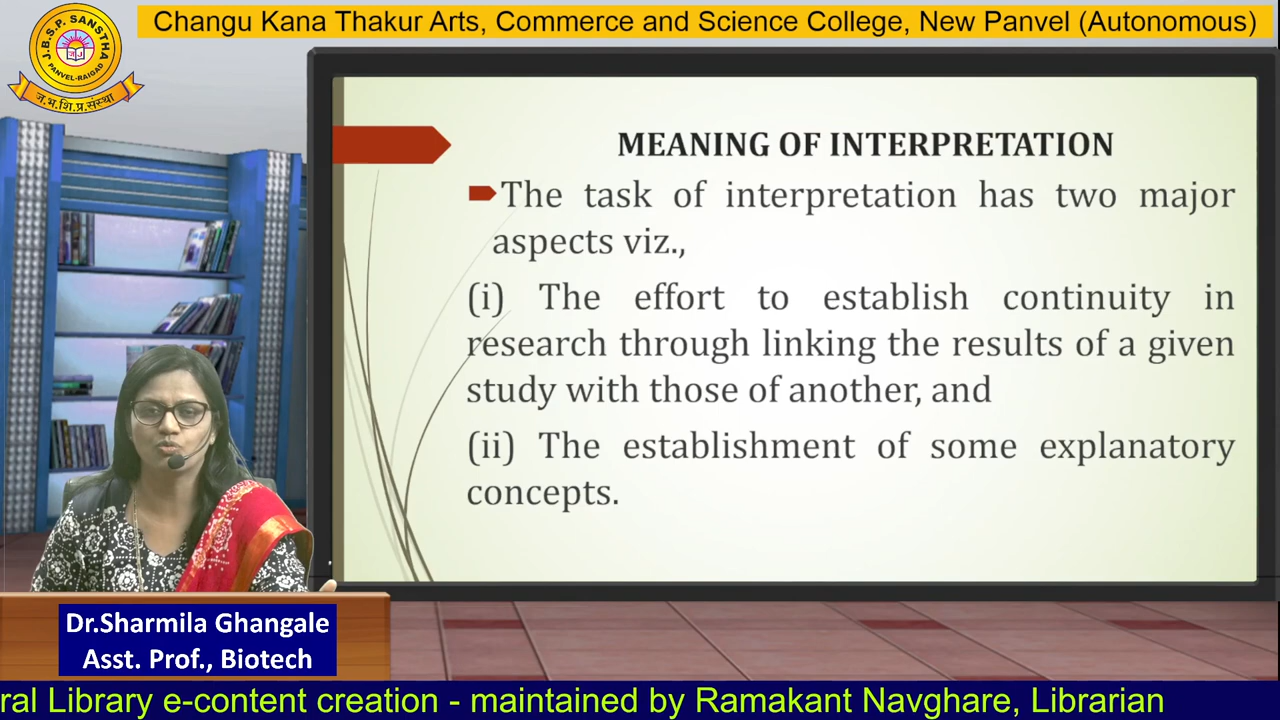 Changu Kana Thakur Arts, Commerce and Science College, New Panvel (Autonomous)
J.B.S.P. SANSTHA
PANVEL-RAIGAD
ज.भ.शि.प्र.संस्था
MEANING OF INTERPRETATION
The task of interpretation has two major
aspects viz.,
(i) The effort to establish continuity in
research through linking the results of a given
study with those of another, and
(ii) The establishment of some explanatory
concepts.
Dr.Sharmila Ghangale
Asst. Prof., Biotech
ral Library e-content creation - maintained by Ramakant Navghare, Librarian